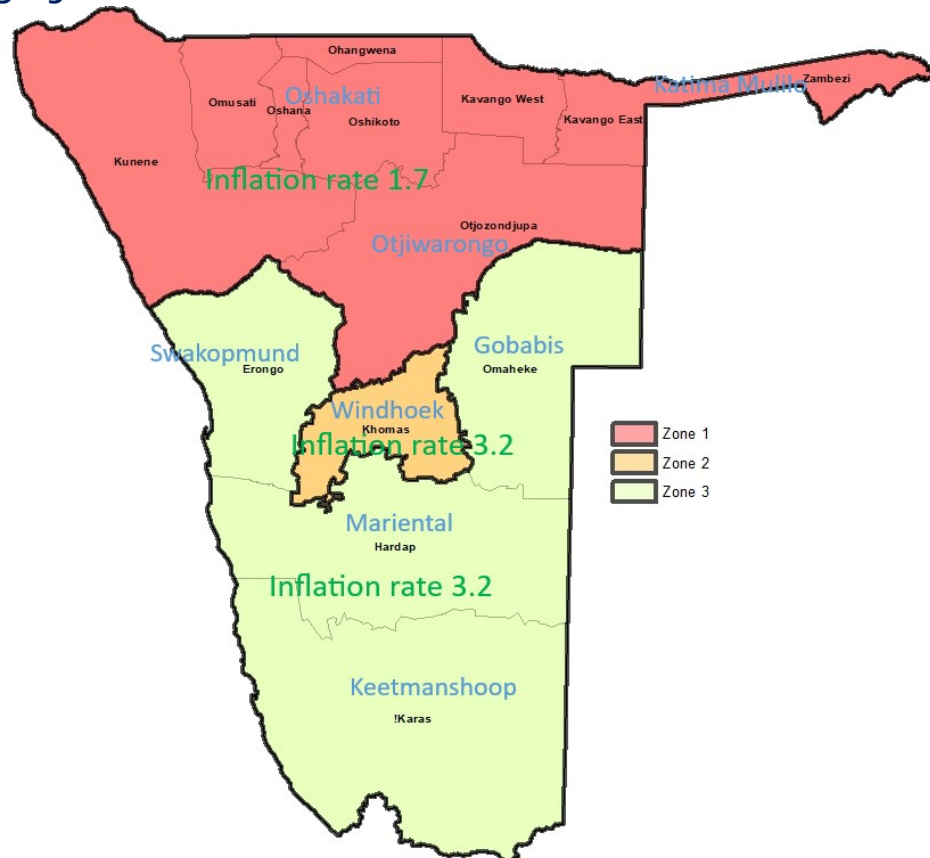 Ohangwena
Katima Mulilo
Zambezi
Oshakati
Omusati
Oshana
Kavango West
Oshikoto
Kavango East
Kunene
Inflation rate 1.7
Otjozondjupa
Otjiwarongo
Swakopmund
Erongo
Gobabis
Omaheke
Windhoek
Khomas
Inflation rate 3.2
Zone 1
Zone 2
Zone 3
Mariental
Hardap
Inflation rate 3.2
Keetmanshoop
!Karas